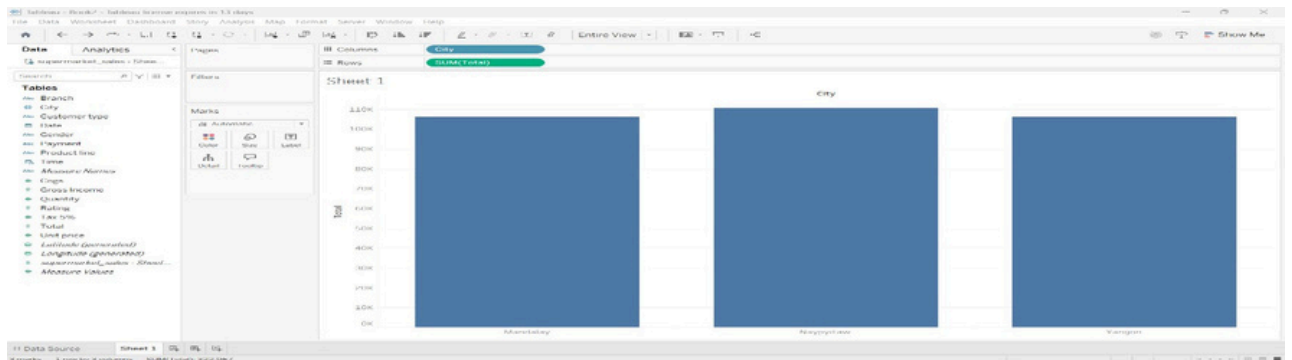 Tableau - Book7 - Tableau license expires in 13 days
File Data Worksheet Dashboard Story Analysis Map Format Server Window Help
Entire View
Show Me
Data Analytics
Pages
Columns City
supermarket_sales - Shee...
Rows SUM(Total)
Search
Filters
Sheet 1
Tables
Branch
City
Customer type
Date
Gender
Payment
Product line
Time
Measure Names
Cogs
Gross Income
Quantity
Rating
Tax 5%
Total
Unit price
Latitude (generated)
Longitude (generated)
supermarket_sales - Sheet...
Measure Values
Marks
Automatic
Color Size Label
Detail Tooltip
City
110K
100K
90K
80K
70K
60K
50K
40K
30K
20K
10K
0K
Total
Mandalay Naypyitaw Yangon
Data Source Sheet 1